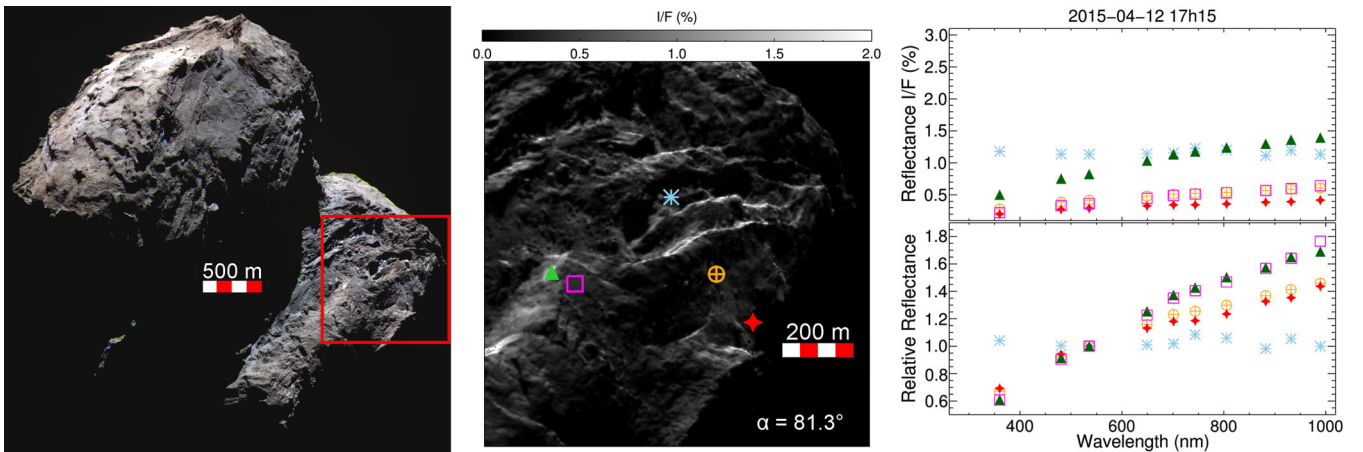 500 m
I/F (%)
0.0 0.5 1.0 1.5 2.0
200 m
α = 81.3°
2015-04-12 17h15
Reflectance I/F (%)
3.0
2.5
2.0
1.5
1.0
0.5
Relative Reflectance
1.8
1.6
1.4
1.2
1.0
0.8
0.6
400 600 800 1000
Wavelength (nm)